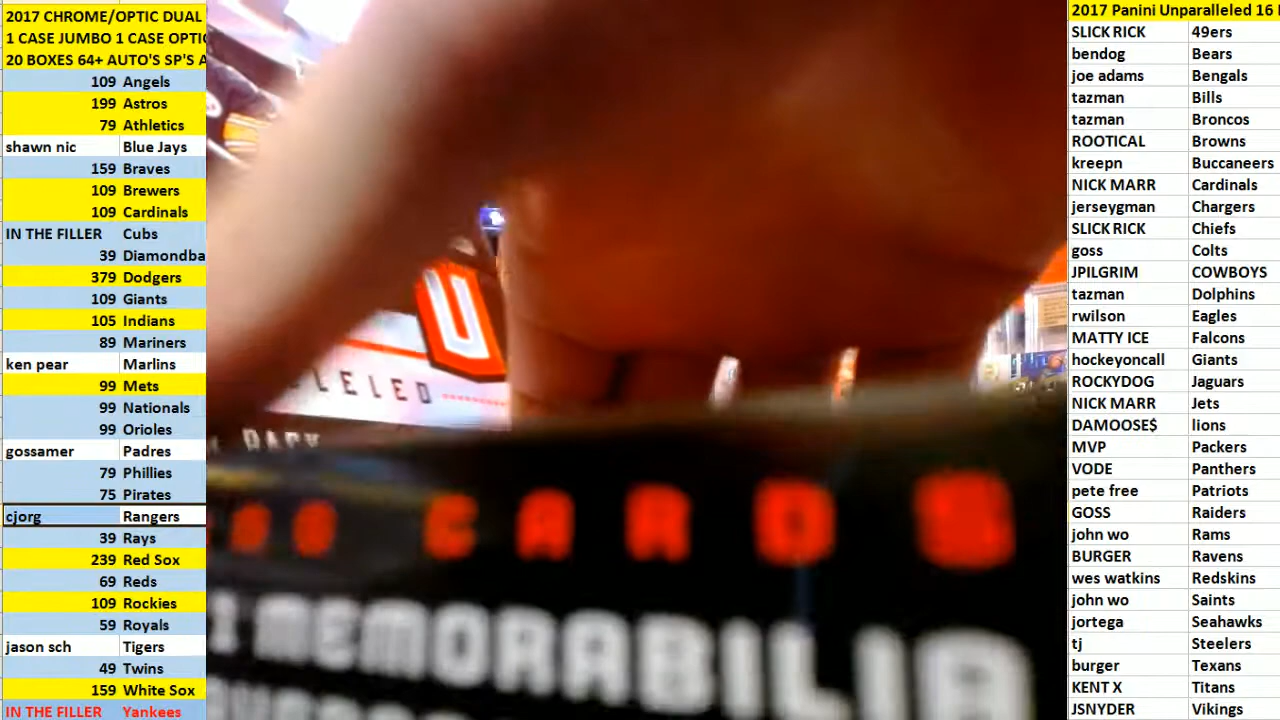 2017 CHROME/OPTIC DUAL
1 CASE JUMBO 1 CASE OPTIC
20 BOXES 64+ AUTO'S SP'S A
109 Angels
199 Astros
79 Athletics
shawn nic Blue Jays
159 Braves
109 Brewers
109 Cardinals
IN THE FILLER Cubs
39 Diamondba
379 Dodgers
109 Giants
105 Indians
89 Mariners
ken pear Marlins
99 Mets
99 Nationals
99 Orioles
gossamer Padres
79 Phillies
75 Pirates
cjorg Rangers
39 Rays
239 Red Sox
69 Reds
109 Rockies
59 Royals
jason sch Tigers
49 Twins
159 White Sox
IN THE FILLER Yankees
U
LELED
PACK
CARDS
MEMORABILIA
2017 Panini Unparalleled 16
SLICK RICK 49ers
bendog Bears
joe adams Bengals
tazman Bills
tazman Broncos
ROOTICAL Browns
kreepn Buccaneers
NICK MARR Cardinals
jerseygman Chargers
SLICK RICK Chiefs
goss Colts
JPILGRIM COWBOYS
tazman Dolphins
rwilson Eagles
MATTY ICE Falcons
hockeyoncall Giants
ROCKYDOG Jaguars
NICK MARR Jets
DAMOOSE$ lions
MVP Packers
VODE Panthers
pete free Patriots
GOSS Raiders
john wo Rams
BURGER Ravens
wes watkins Redskins
john wo Saints
jortega Seahawks
tj Steelers
burger Texans
KENT X Titans
JSNYDER Vikings